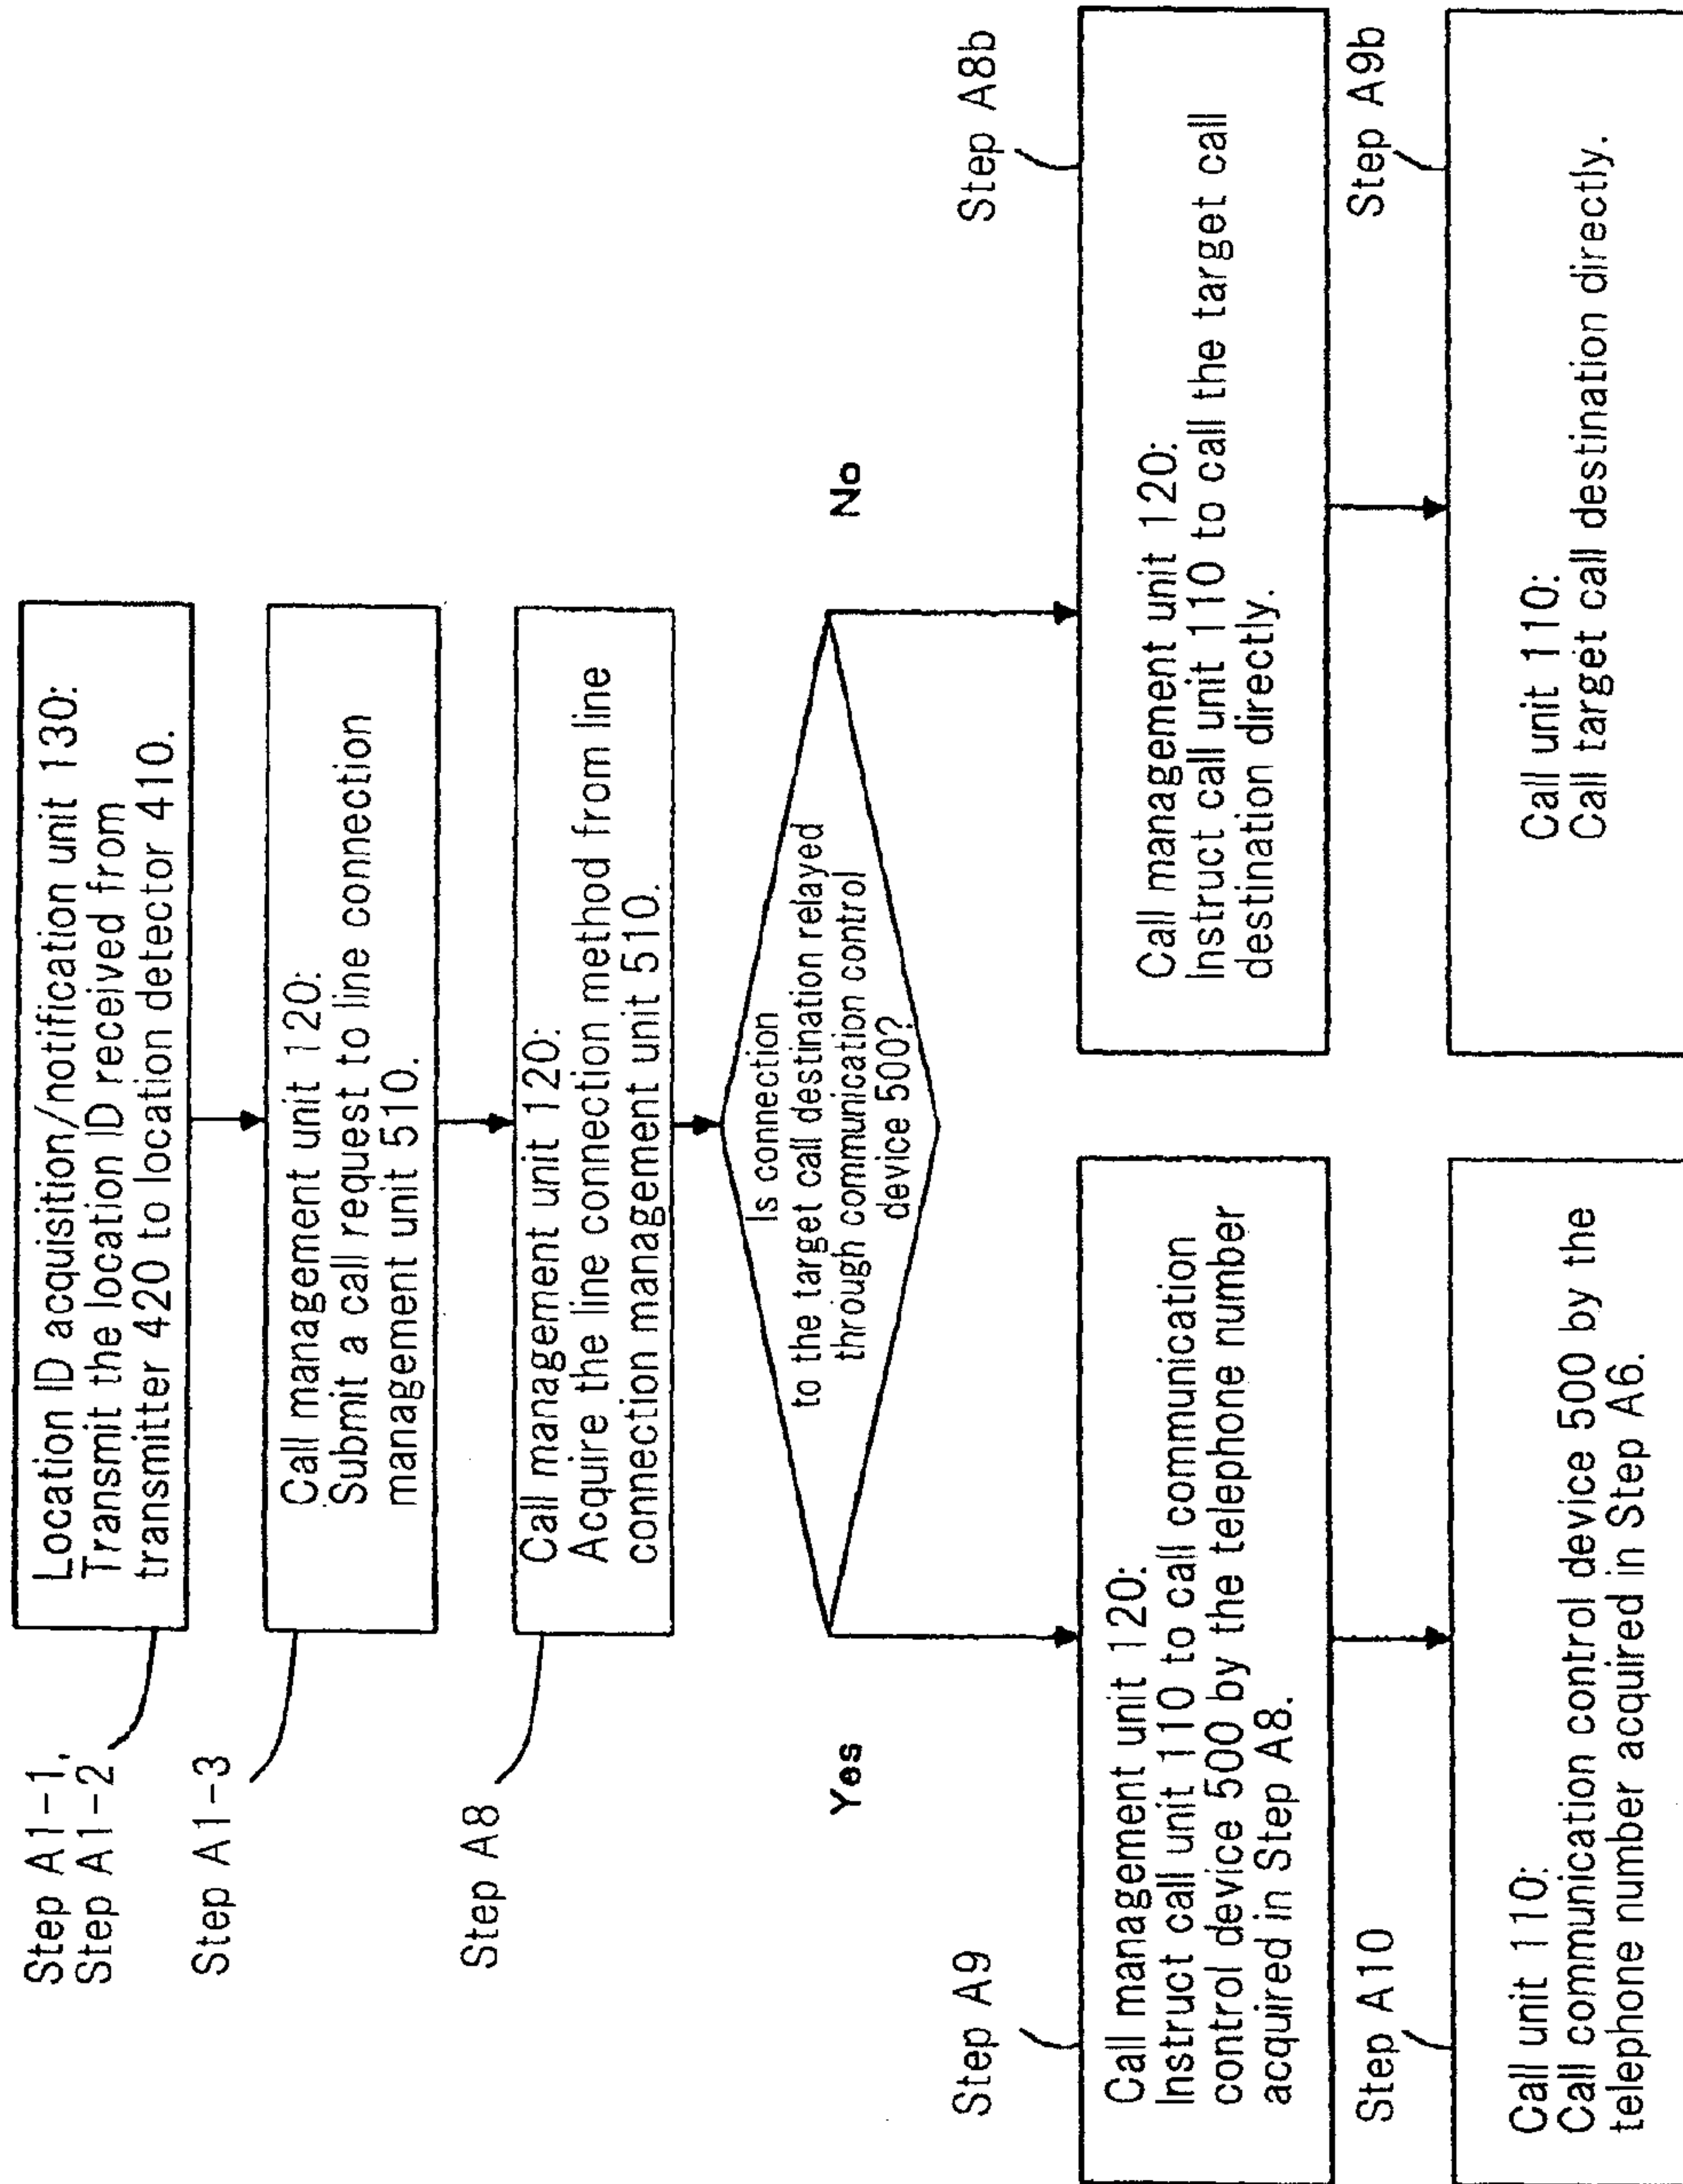 Step A1-1,
Step A1-2
Location ID acquisition/notification unit 130:
Transmit the location ID received from
transmitter 420 to location detector 410.
Step A1-3
Call management unit 120:
Submit a call request to line connection
management unit 510.
Step A8
Call management unit 120:
Acquire the line connection method from line
connection management unit 510.
Is connection
to the target call destination relayed
through communication control
device 500?
Yes
No
Step A9
Call management unit 120:
Instruct call unit 110 to call communication
control device 500 by the telephone number
acquired in Step A8.
Step A8b
Call management unit 120:
Instruct call unit 110 to call the target call
destination directly.
Step A10
Call unit 110:
Call communication control device 500 by the
telephone number acquired in Step A6.
Step A9b
Call unit 110:
Call target call destination directly.